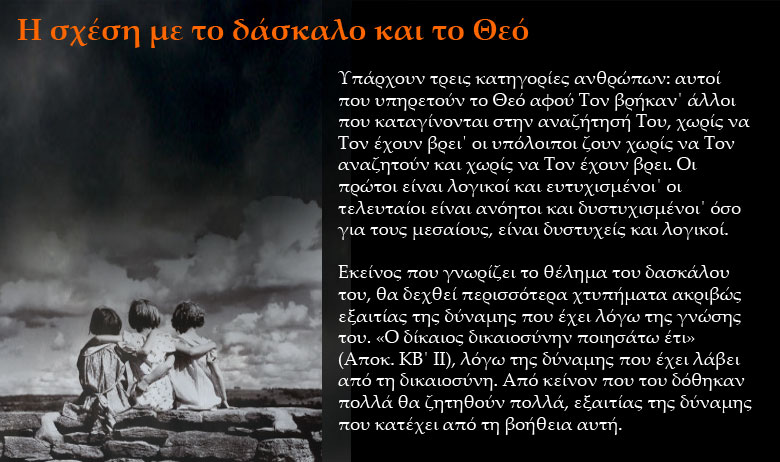 Η σχέση με το δάσκαλο και το Θεό
Υπάρχουν τρεις κατηγορίες ανθρώπων: αυτοί
που υπηρετούν το Θεό αφού Τον βρήκαν˙ άλλοι
που καταγίνονται στην αναζήτησή Του, χωρίς να
Τον έχουν βρει˙ οι υπόλοιποι ζουν χωρίς να Τον
αναζητούν και χωρίς να Τον έχουν βρει. Οι
πρώτοι είναι λογικοί και ευτυχισμένοι˙ οι
τελευταίοι είναι ανόητοι και δυστυχισμένοι˙ όσο
για τους μεσαίους, είναι δυστυχείς και λογικοί.
Εκείνος που γνωρίζει το θέλημα του δασκάλου
του, θα δεχθεί περισσότερα χτυπήματα ακριβώς
εξαιτίας της δύναμης που έχει λόγω της γνώσης
του. «Ο δίκαιος δικαιοσύνην ποιησάτω έτι»
(Αποκ. ΚΒ' ΙΙ), λόγω της δύναμης που έχει λάβει
από τη δικαιοσύνη. Από κείνον που του δόθηκαν
πολλά θα ζητηθούν πολλά, εξαιτίας της δύναμης
που κατέχει από τη βοήθεια αυτή.